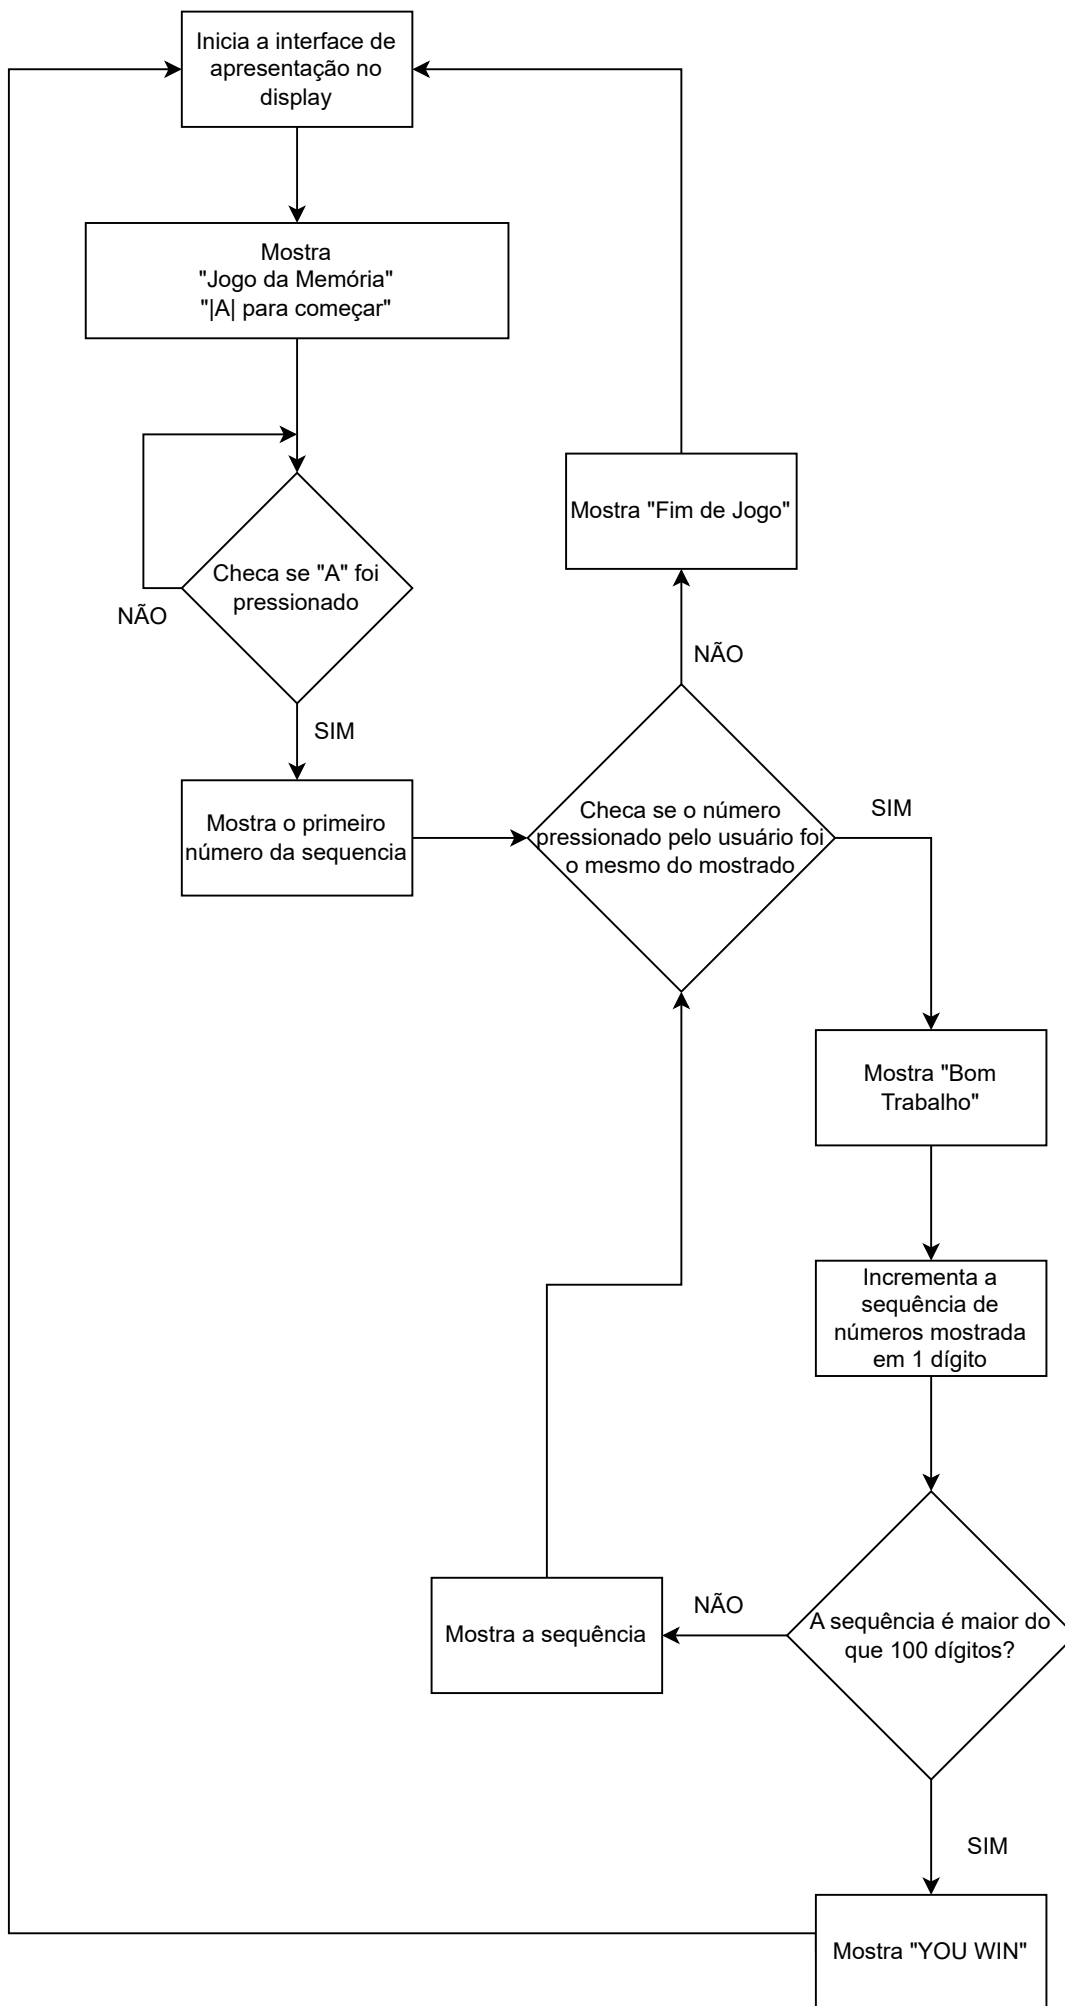 Inicia a interface de
apresentação no
display
Mostra
"Jogo da Memória"
"|A| para começar"
Mostra "Fim de Jogo"
Checa se "A" foi
pressionado
NÃO
NÃO
SIM
Mostra o primeiro
número da sequencia
Checa se o número
pressionado pelo usuário foi
o mesmo do mostrado
SIM
Mostra "Bom
Trabalho"
Incrementa a
sequência de
números mostrada
em 1 dígito
A sequência é maior do
que 100 dígitos?
NÃO
Mostra a sequência
SIM
Mostra "YOU WIN"